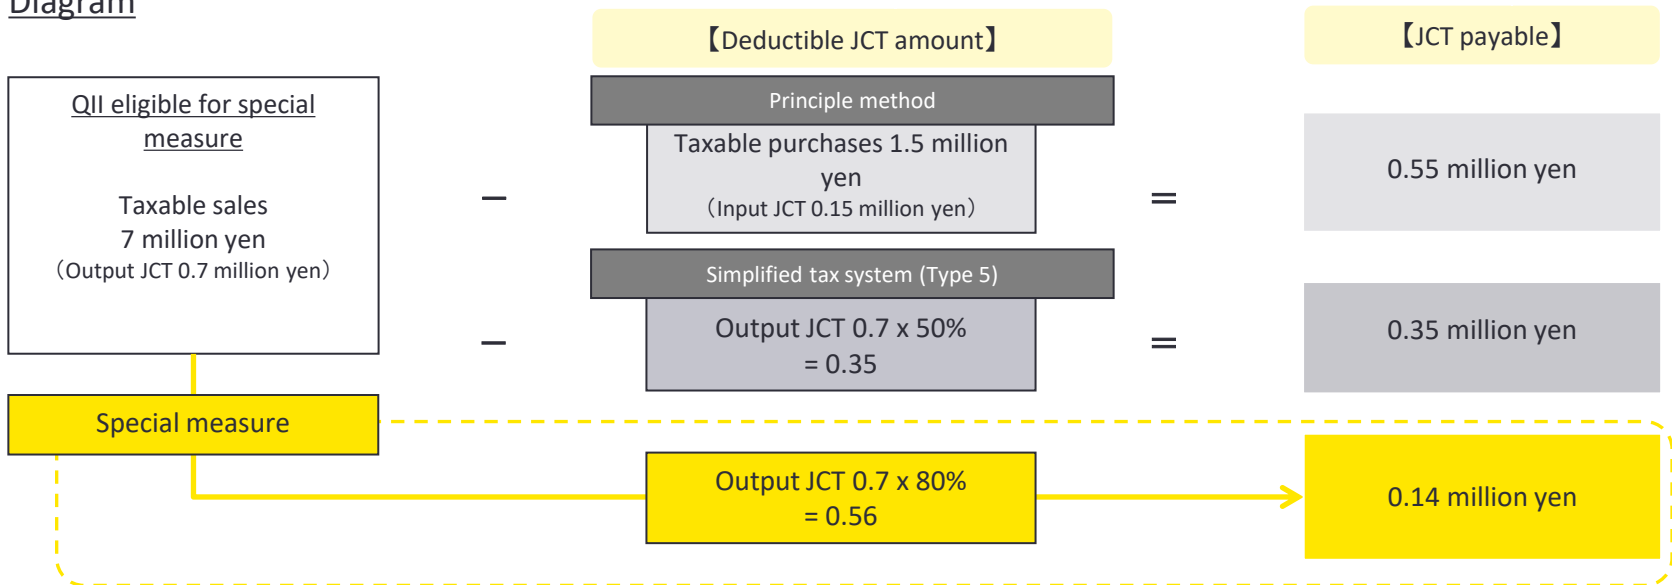 Diagram
【Deductible JCT amount】
【JCT payable】
QII eligible for special
measure
Taxable sales
7 million yen
（Output JCT 0.7 million yen）
Principle method
−
Taxable purchases 1.5 million
yen
（Input JCT 0.15 million yen）
=
0.55 million yen
Simplified tax system (Type 5)
−
Output JCT 0.7 x 50%
= 0.35
=
0.35 million yen
Special measure
Output JCT 0.7 x 80%
= 0.56
0.14 million yen